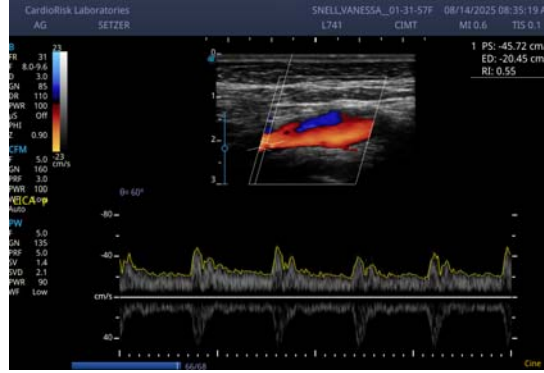 CardioRisk Laboratories SNELL,VANESSA__01-31-57F 08/14/2025 08:35:19 A
AG SETZER L741 CIMT MI 0.6 TIS 0.1
B
FR 31
F 8.0-9.6
D 3.0
GN 85
DR 110
PWR 100
µS Off
PHI
Z 0.90
23
-23
cm/s
1 PS: -45.72 cm/
ED: -20.45 cm/
RI: 0.55
0
1
2
3
CFM
F 5.0
GN 160
PRF 3.0
PWR 100
WF Low
Auto
LICA P
θ= 60°
PW
F 5.0
GN 135
PRF 5.0
SV 1.4
SVD 2.1
PWR 90
WF Low
-80
-40
cm/s
40
66/68
Cine